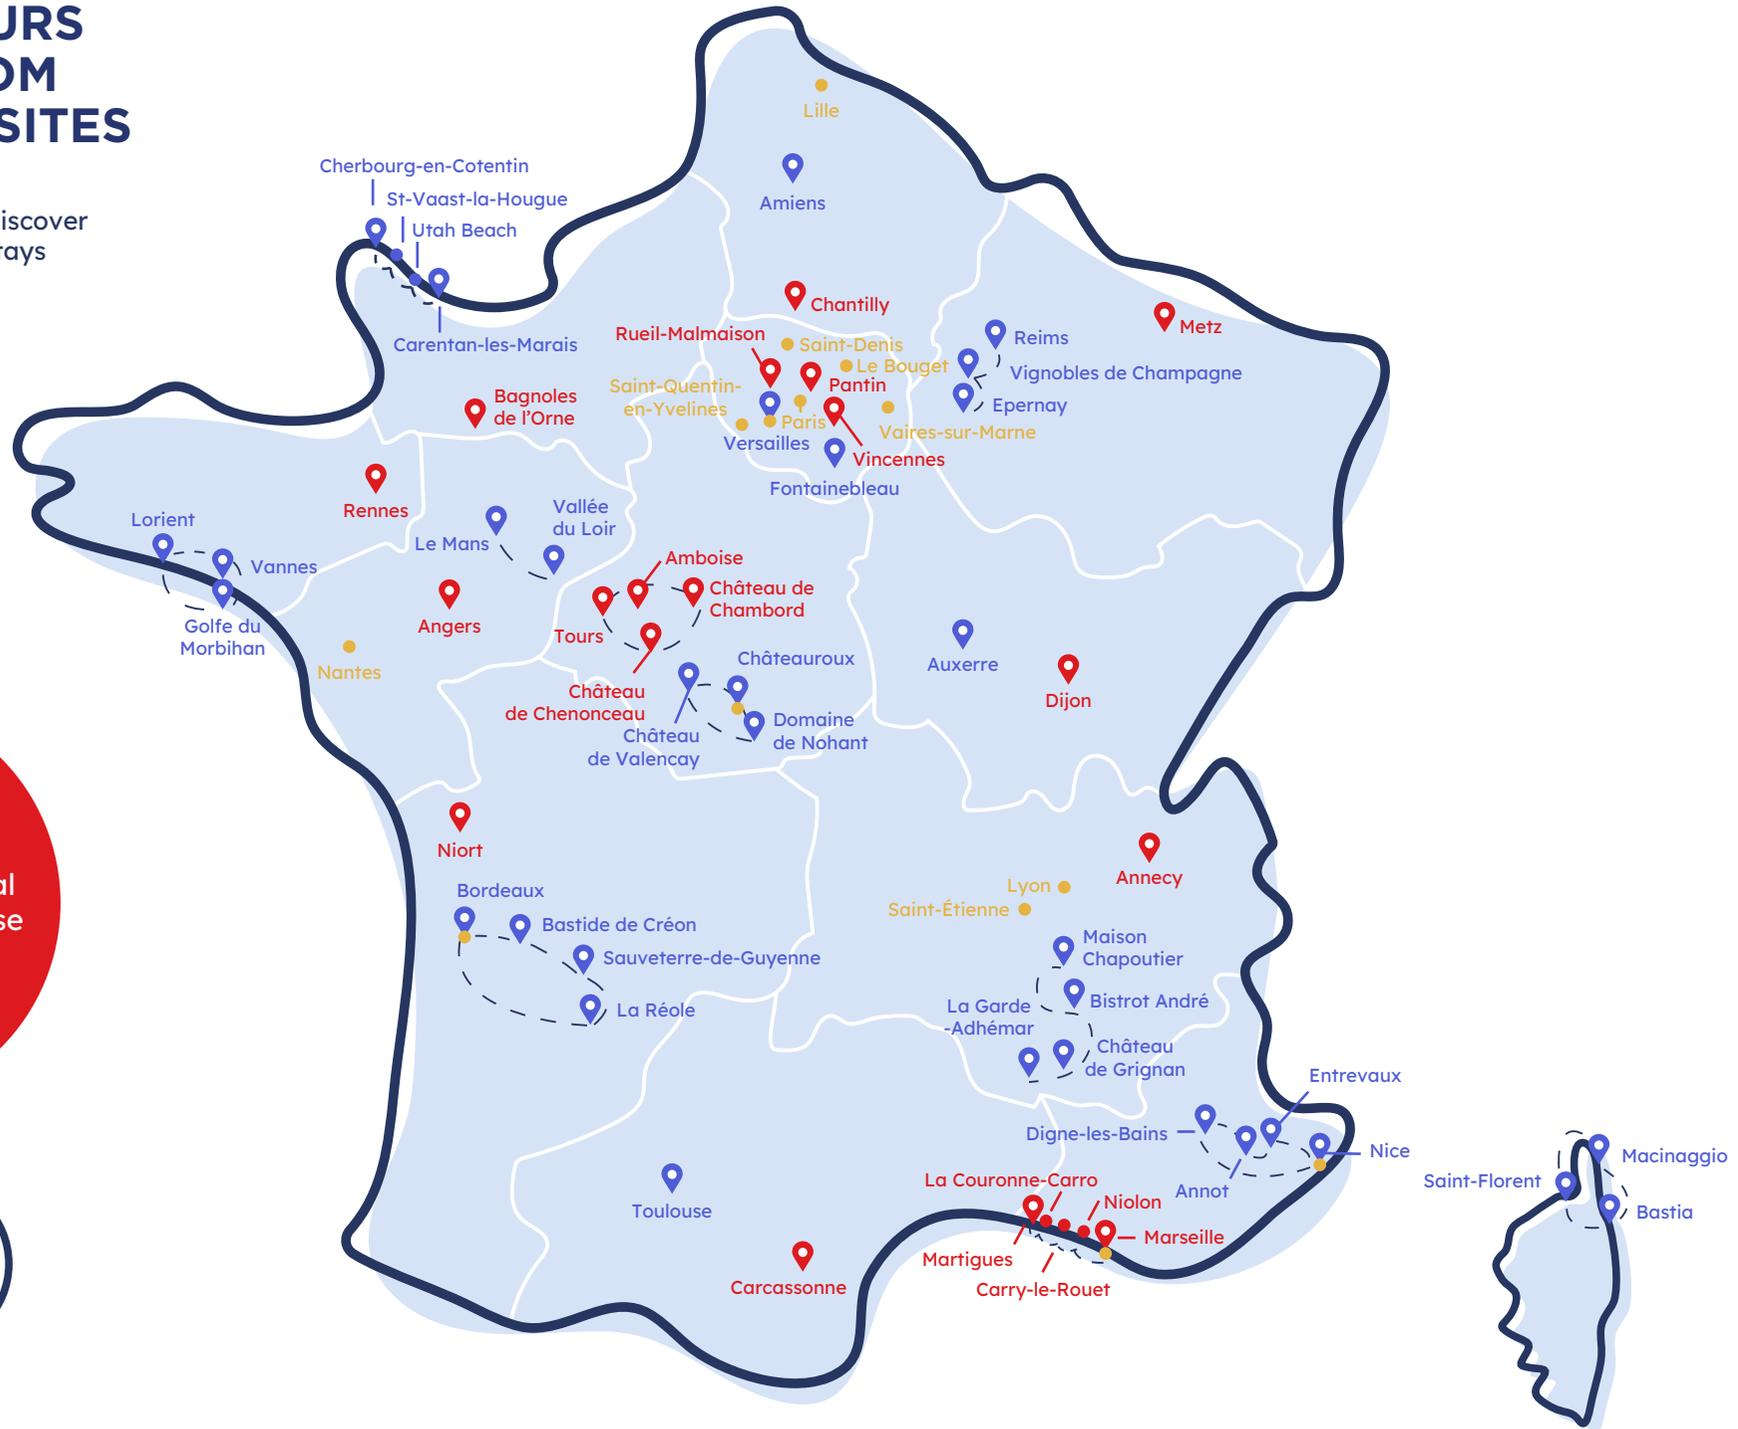 URS
OM
SITES
iscover
tays
al
se
Lille
Amiens
Cherbourg-en-Cotentin
St-Vaast-la-Hougue
Utah Beach
Carentan-les-Marais
Chantilly
Metz
Rueil-Malmaison
Saint-Denis
Le Bouget
Reims
Vignobles de Champagne
Epernay
Pantin
Saint-Quentin-
en-Yvelines
Paris
Vaires-sur-Marne
Versailles
Vincennes
Fontainebleau
Bagnoles
de l'Orne
Rennes
Lorient
Vannes
Golfe du
Morbihan
Le Mans
Vallée
du Loir
Angers
Nantes
Amboise
Château de
Chambord
Tours
Château
de Chenonceau
Châteauroux
Domaine
de Nohant
Château
de Valencay
Auxerre
Dijon
Niort
Bordeaux
Bastide de Créon
Sauveterre-de-Guyenne
La Réole
Annecy
Lyon
Saint-Étienne
Maison
Chapoutier
Bistrot André
La Garde
-Adhémar
Château
de Grignan
Entrevaux
Digne-les-Bains
Annot
Nice
La Couronne-Carro
Niolon
Marseille
Martigues
Carry-le-Rouet
Toulouse
Carcassonne
Macinaggio
Saint-Florent
Bastia